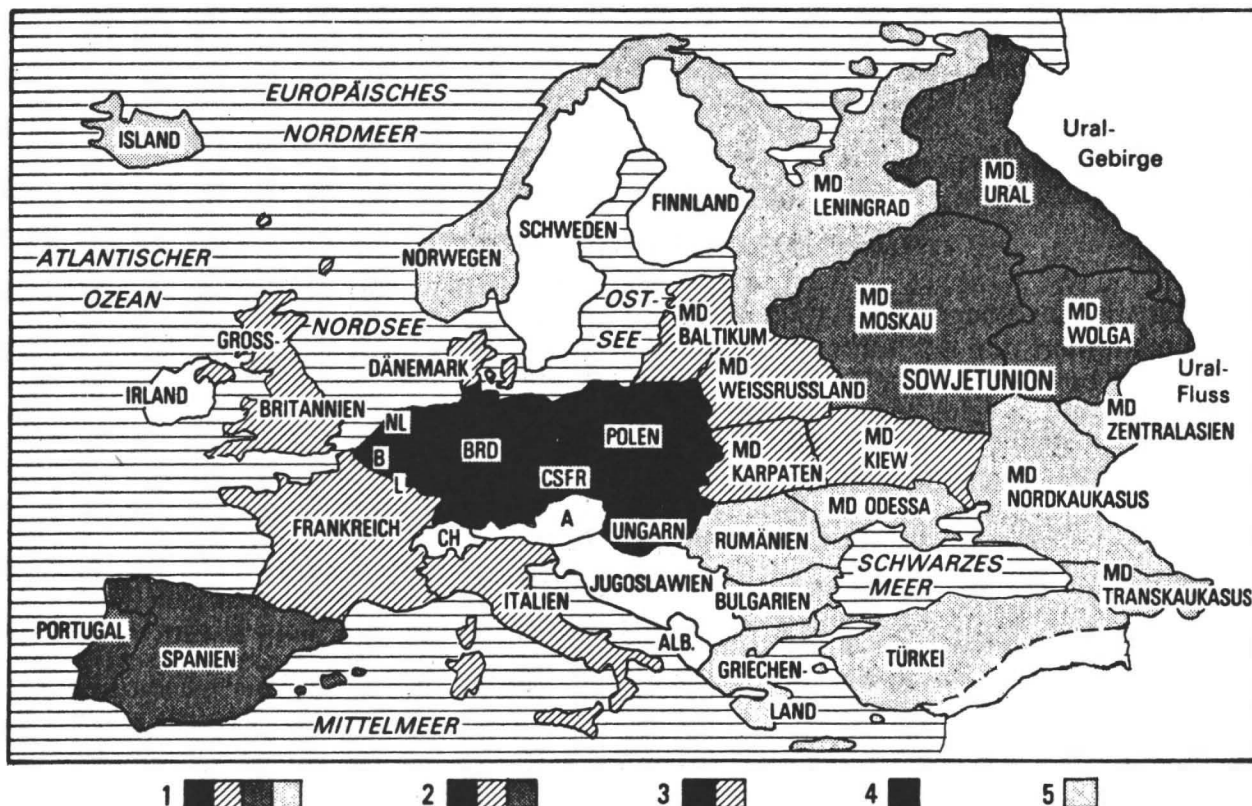 EUROPÄISCHES
NORDMEER
ISLAND
Ural-
Gebirge
MD
URAL
MD
LENINGRAD
FINNLAND
SCHWEDEN
NORWEGEN
ATLANTISCHER
OZEAN
NORDSEE
OST-
SEE
MD
MOSKAU
MD
WOLGA
MD
BALTIKUM
GROSS-
BRITANNIEN
DÄNEMARK
MD
WEISSRUSSLAND
SOWJETUNION
Ural-
Fluss
IRLAND
MD
ZENTRALASIEN
NL
BRD
POLEN
B
L
CSFR
MD
KARPATEN
MD
KIEW
MD
NORDKAUKASUS
FRANKREICH
CH
A
UNGARN
MD ODESSA
RUMÄNIEN
SCHWARZES
MEER
JUGOSLAWIEN
BULGARIEN
ITALIEN
MD
TRANSKAUKASUS
PORTUGAL
SPANIEN
ALB.
GRIECHEN-
LAND
TÜRKEI
MITTELMEER
1
2
3
4
5